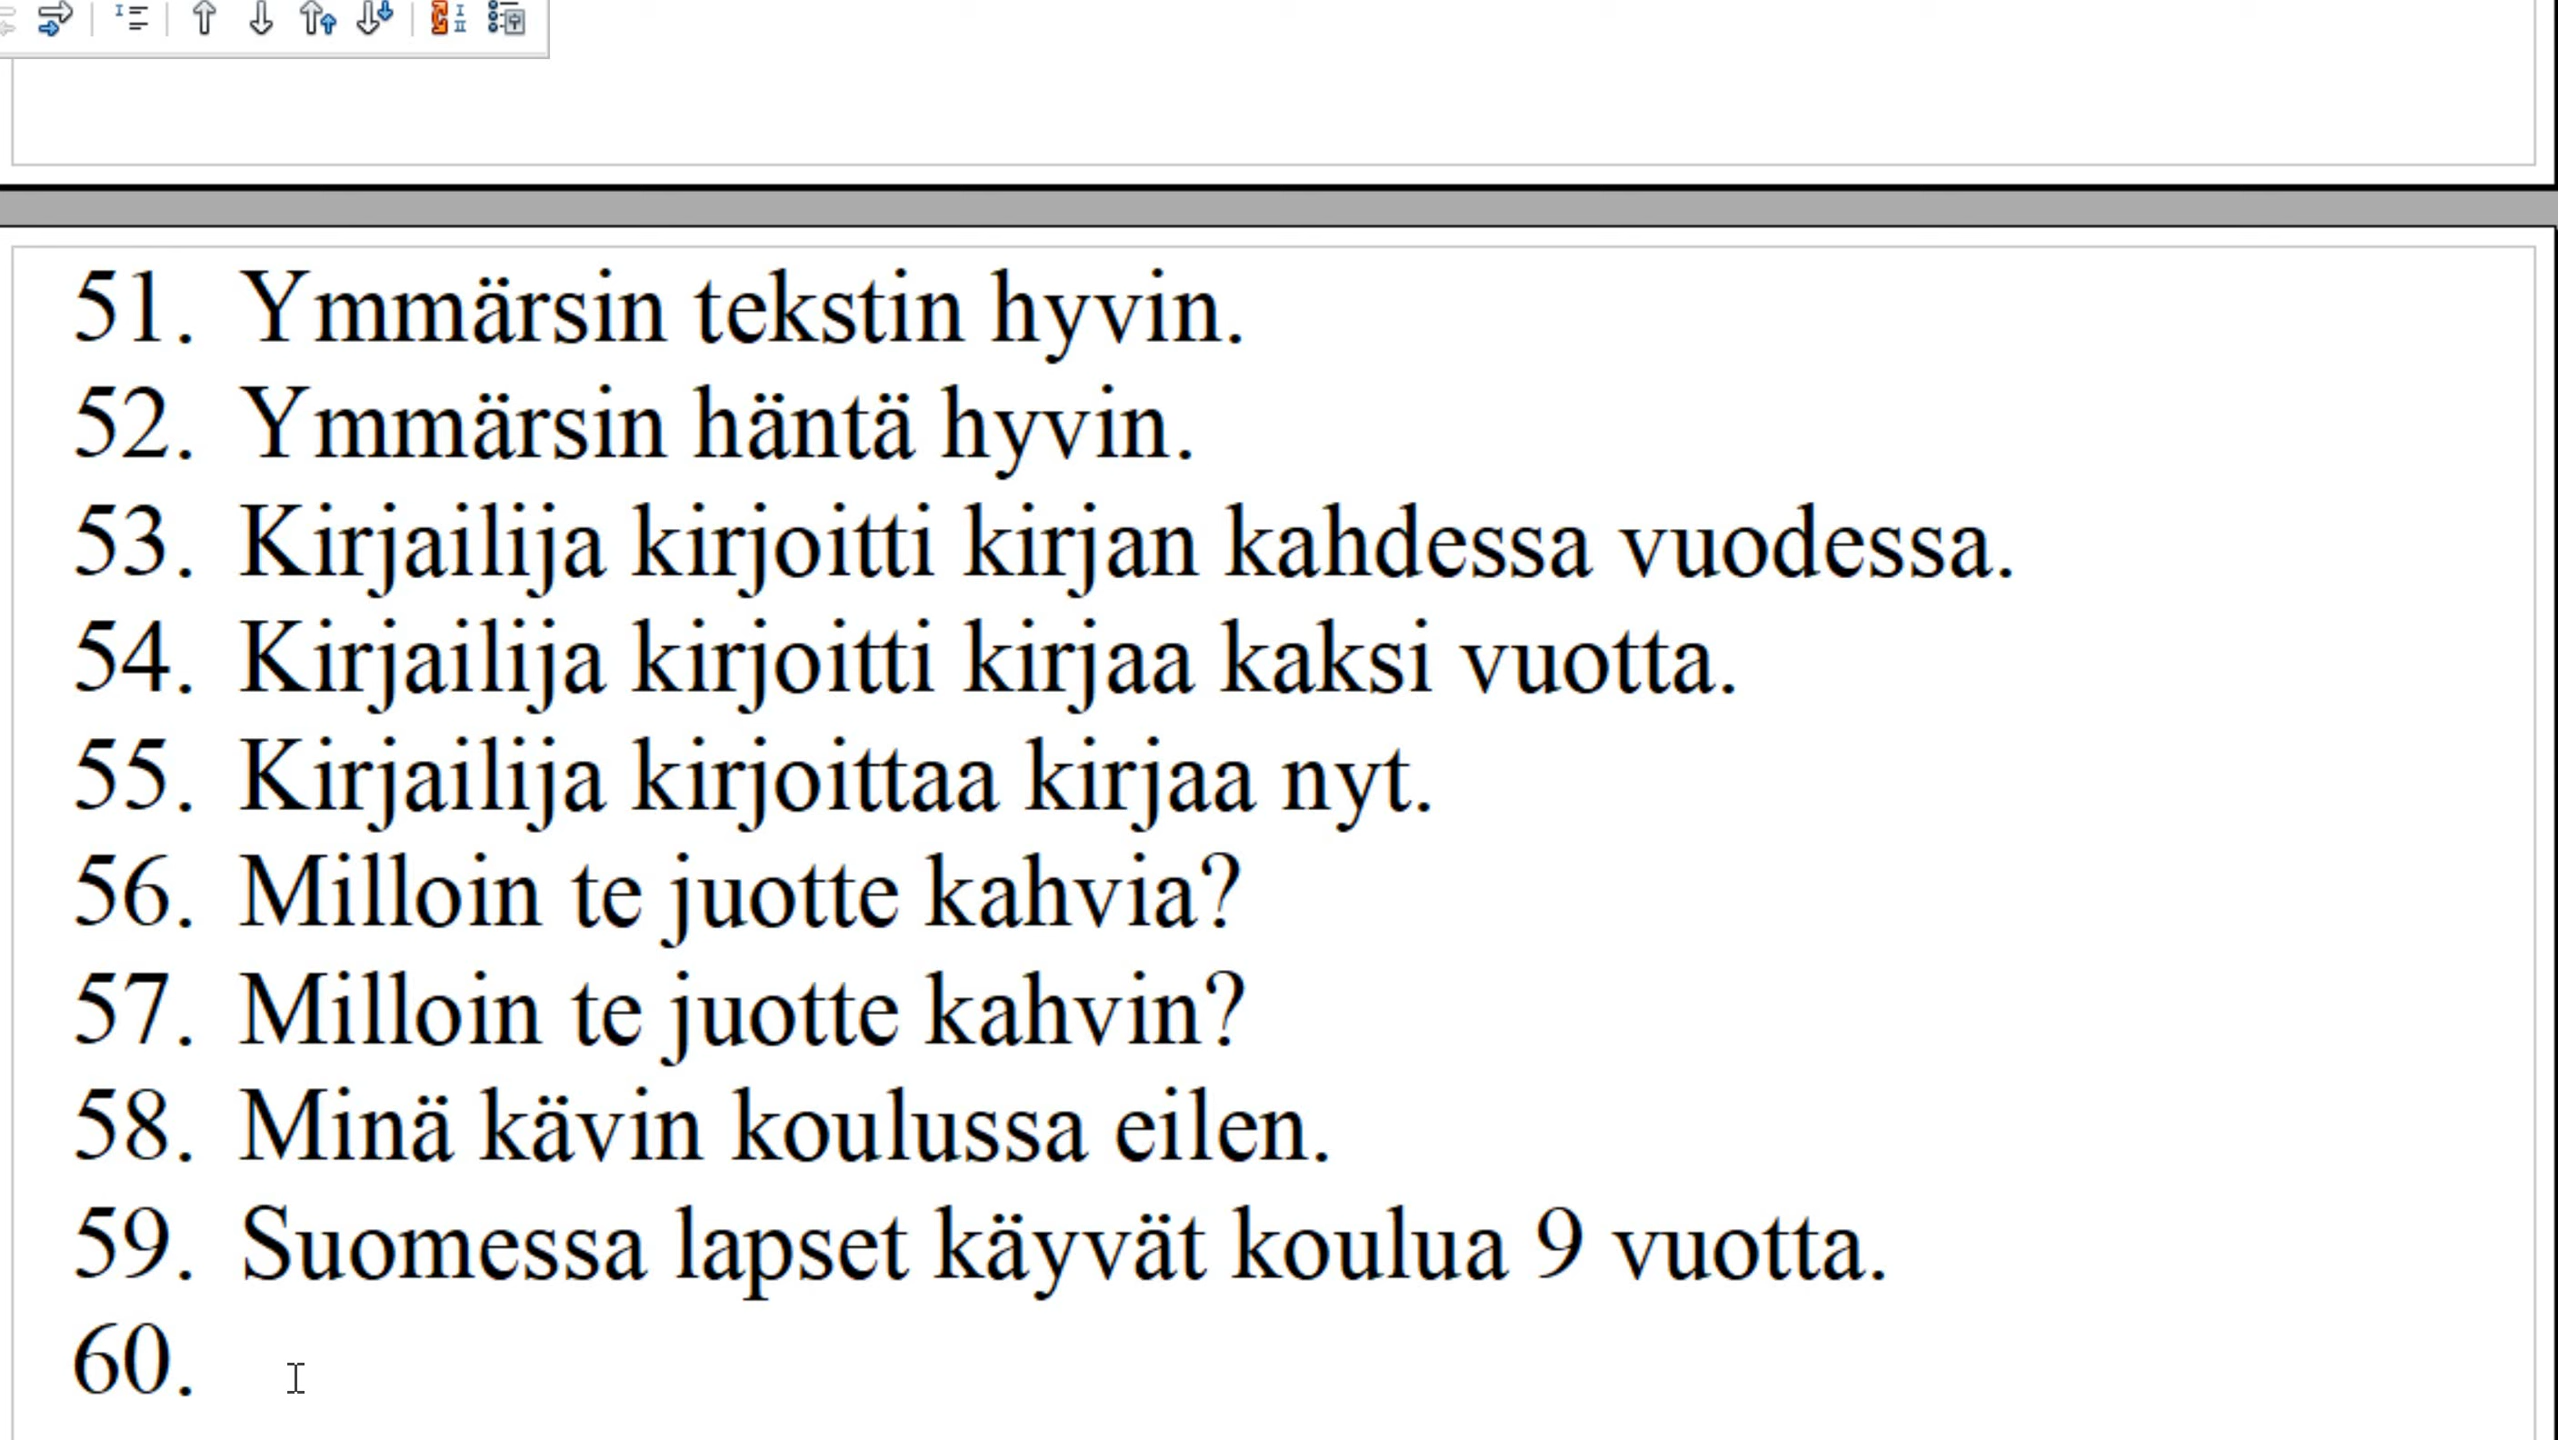 51. Ymmärsin tekstin hyvin.
52. Ymmärsin häntä hyvin.
53. Kirjailija kirjoitti kirjan kahdessa vuodessa.
54. Kirjailija kirjoitti kirjaa kaksi vuotta.
55. Kirjailija kirjoittaa kirjaa nyt.
56. Milloin te juotte kahvia?
57. Milloin te juotte kahvin?
58. Minä kävin koulussa eilen.
59. Suomessa lapset käyvät koulua 9 vuotta.
60.